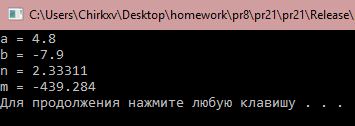 C:\Users\Chirkxv\Desktop\homework\pr8\pr21\pr21\Release\
a = 4.8
b = -7.9
n = 2.33311
m = -439.284
Для продолжения нажмите любую клавишу . . .